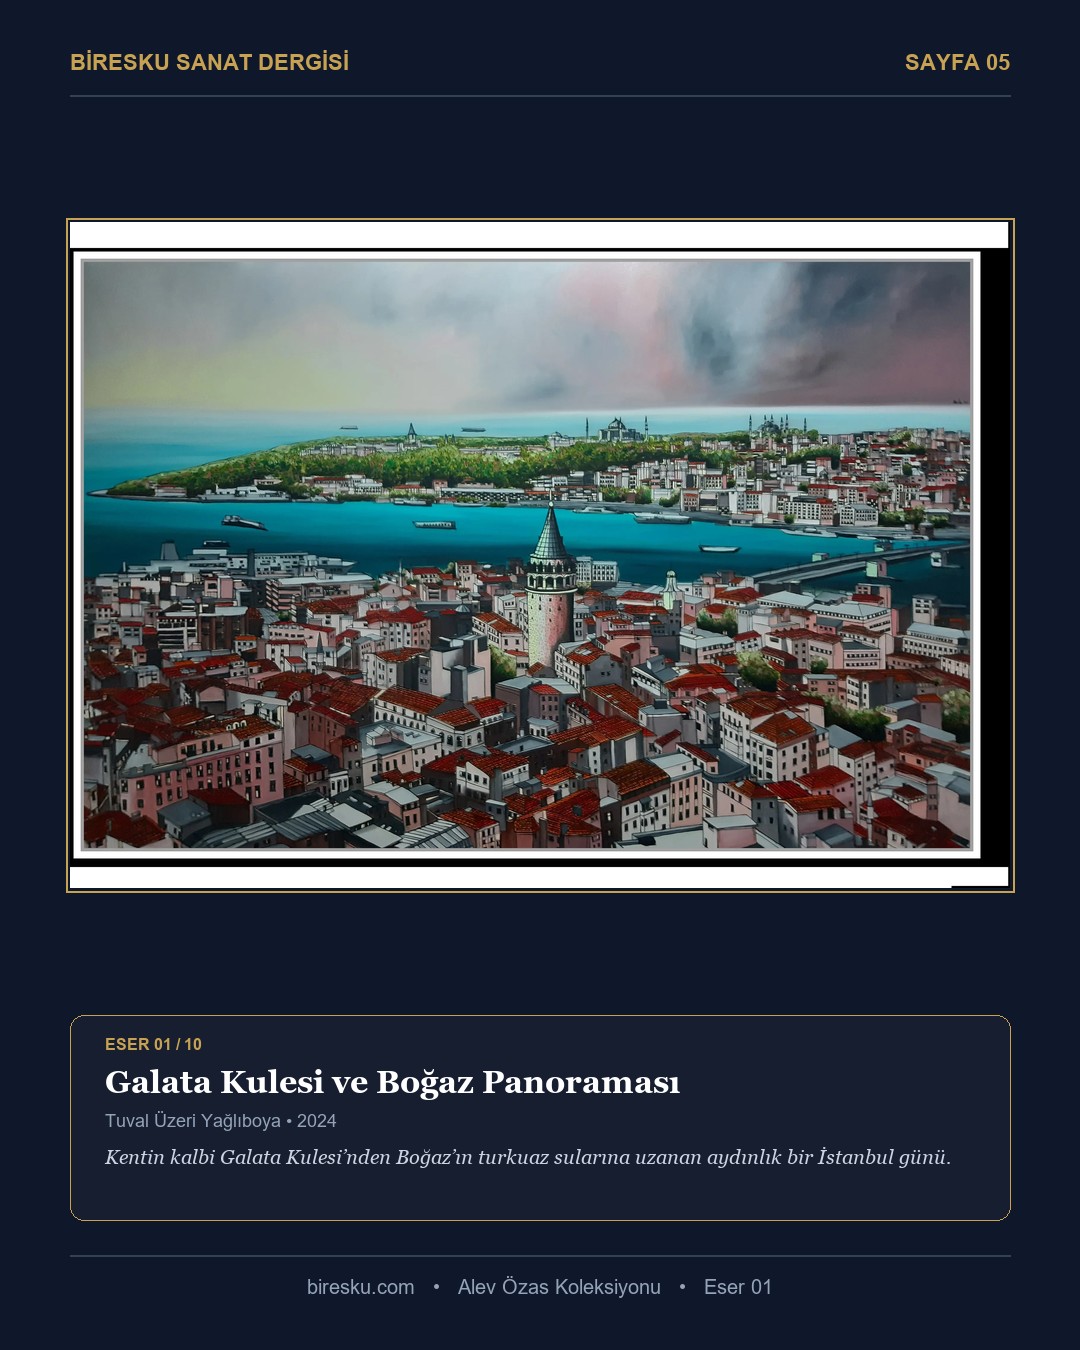 BİRESKU SANAT DERGİSİ
SAYFA 05
ESER 01 / 10
Galata Kulesi ve Boğaz Panoraması
Tuval Üzeri Yağlıboya • 2024
Kentin kalbi Galata Kulesi’nden Boğaz’ın turkuaz sularına uzanan aydınlık bir İstanbul günü.
biresku.com • Alev Özas Koleksiyonu • Eser 01